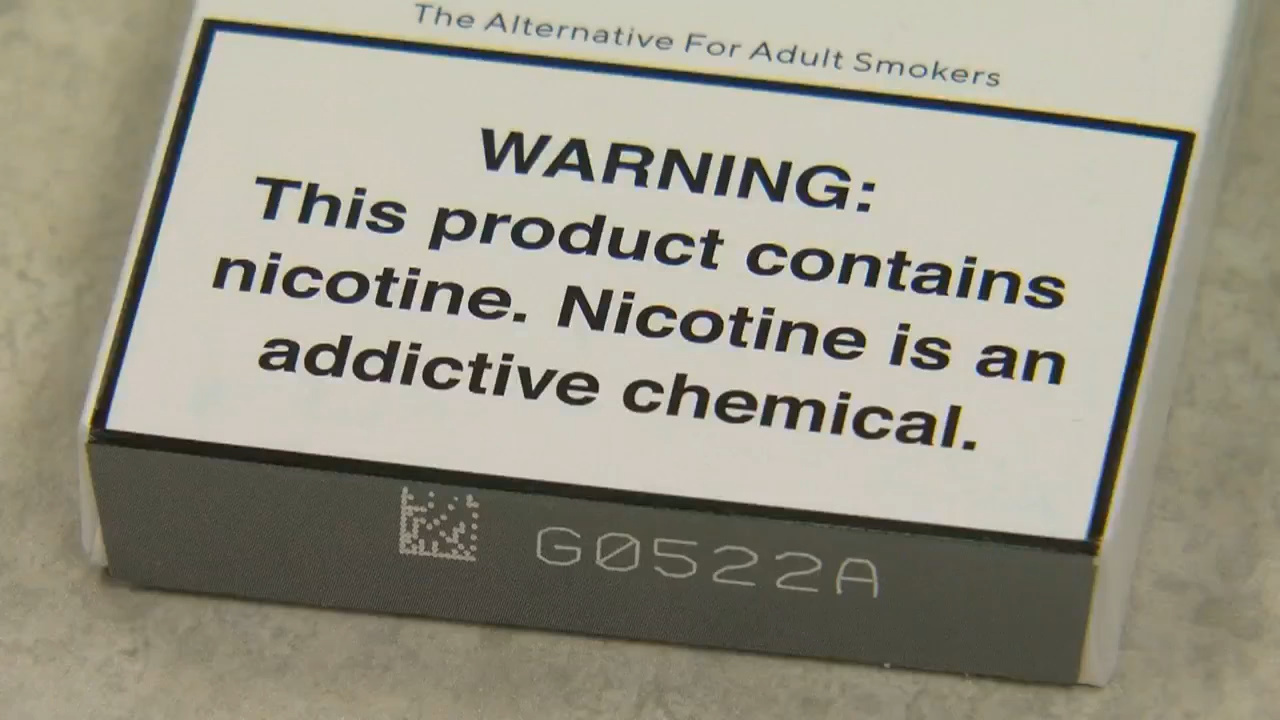 The Alternative For Adult Smokers
WARNING:
This product contains
nicotine. Nicotine is an
addictive chemical.
G0522A